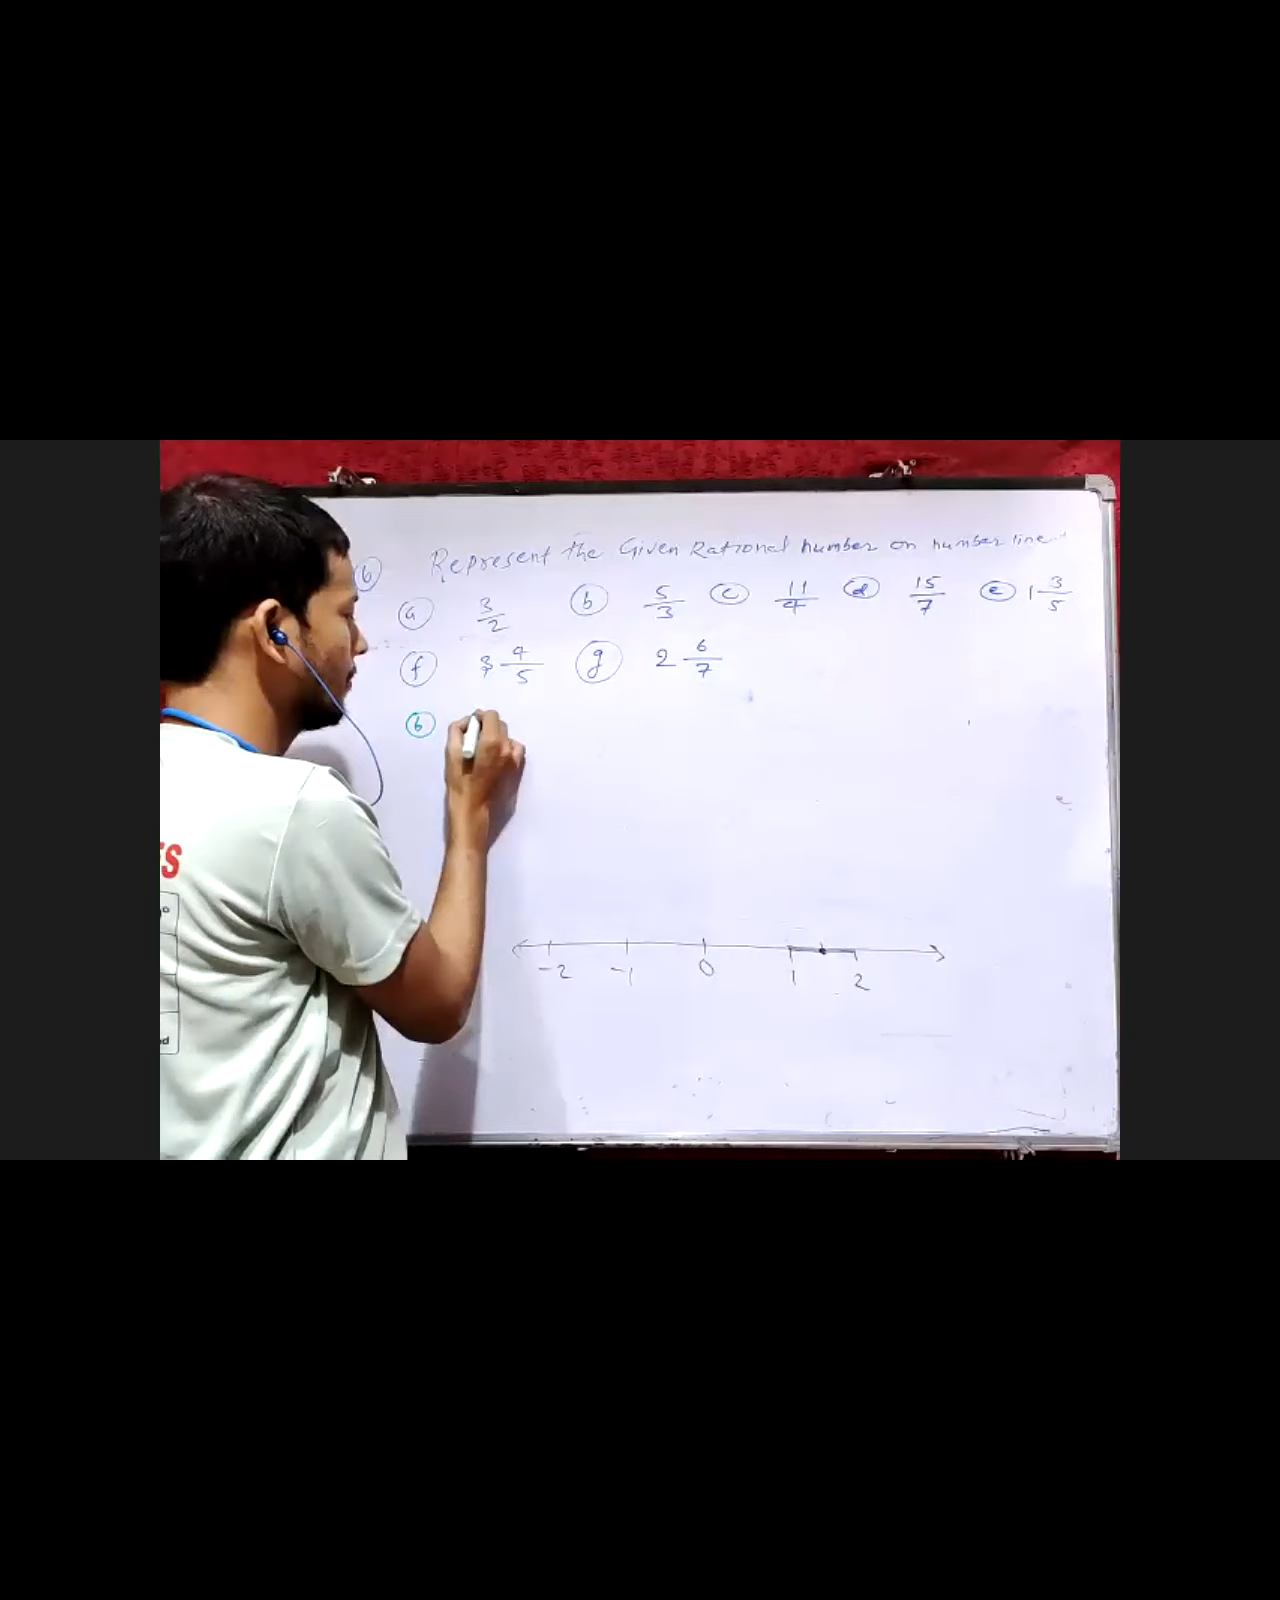 6 Represent the Given Rational number on number line
a 3/2 b 5/3 c 11/4 d 15/7 e 1 3/5
f 3 4/5 g 2 6/7
b
-2 -1 0 1 2